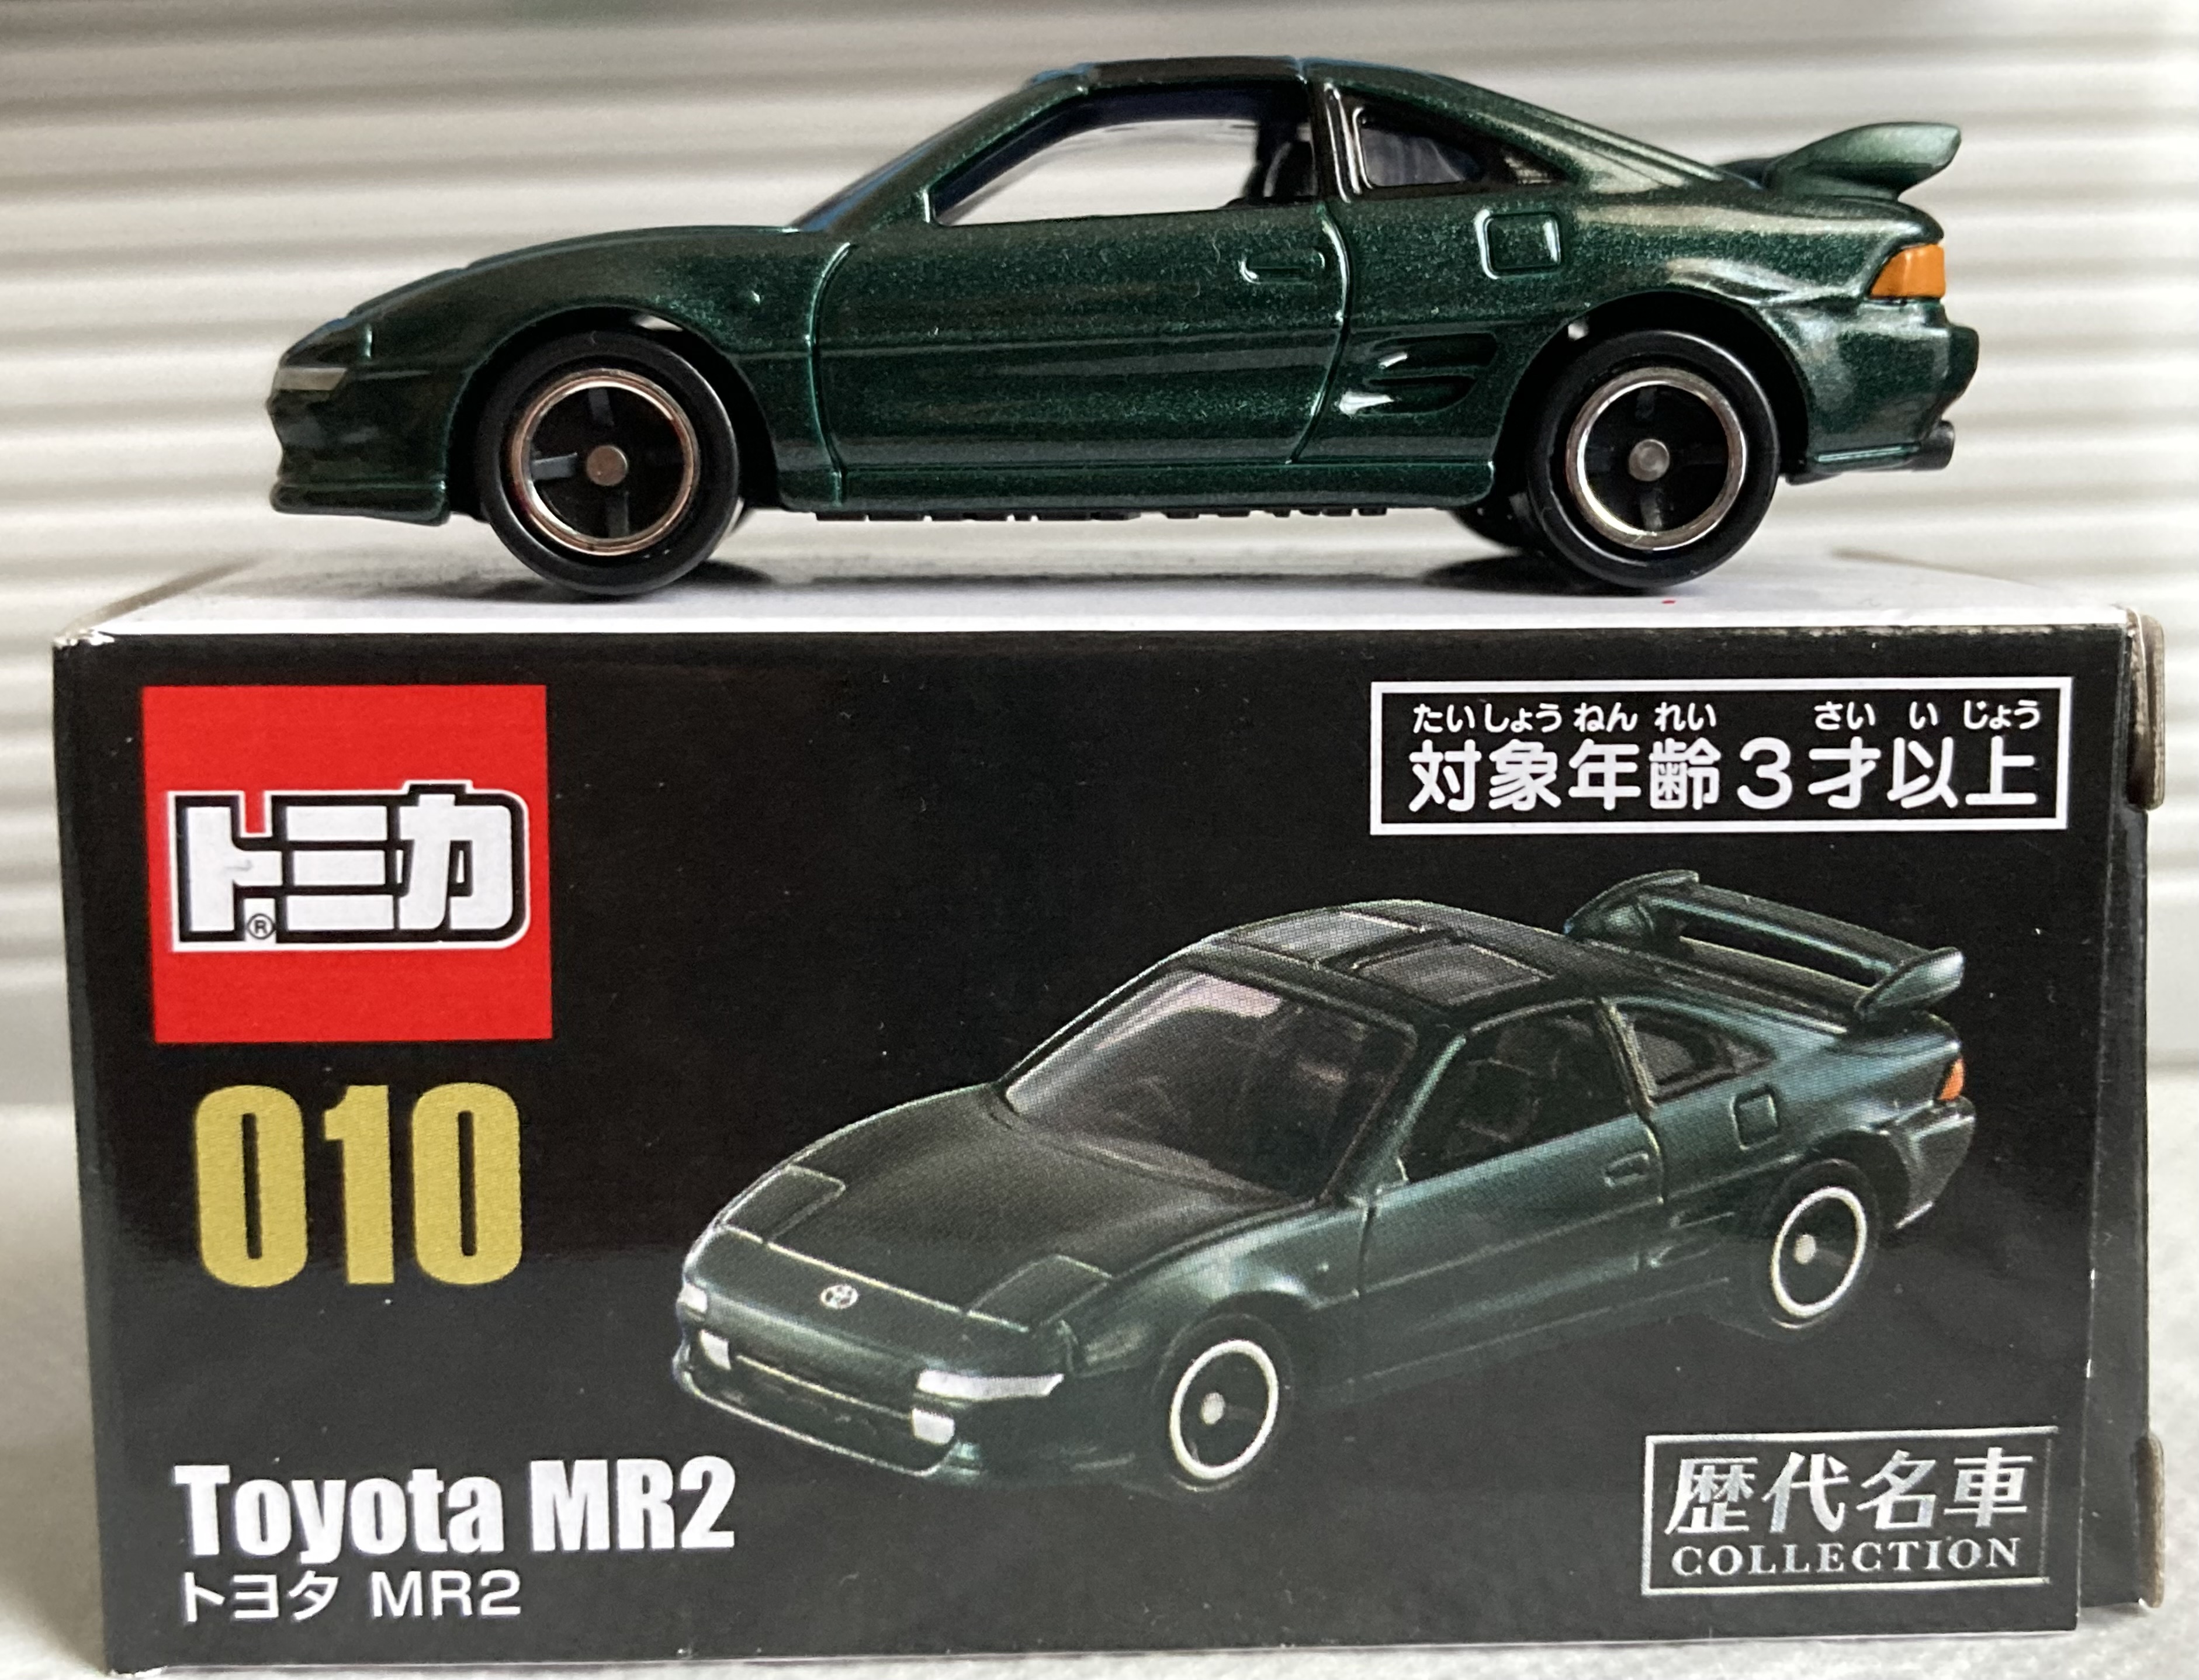 たいしょう ねん れい さい い じょう
対象年齢3才以上
トミカ®
010
Toyota MR2
トヨタ MR2
歴代名車
COLLECTION